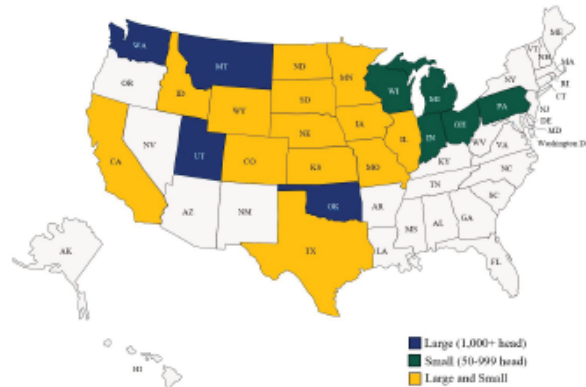 WA
MT
ND
MN
ME
VT
NH
OR
ID
SD
WI
MI
NY
MA
RI
CT
WY
IA
PA
NJ
NE
IL
IN
OH
DE
MD
NV
UT
CO
WV
VA
Washington D
CA
KS
MO
KY
NC
TN
AZ
NM
OK
AR
SC
MS
AL
GA
TX
LA
AK
FL
HI
Large (1,000+ head)
Small (50-999 head)
Large and Small